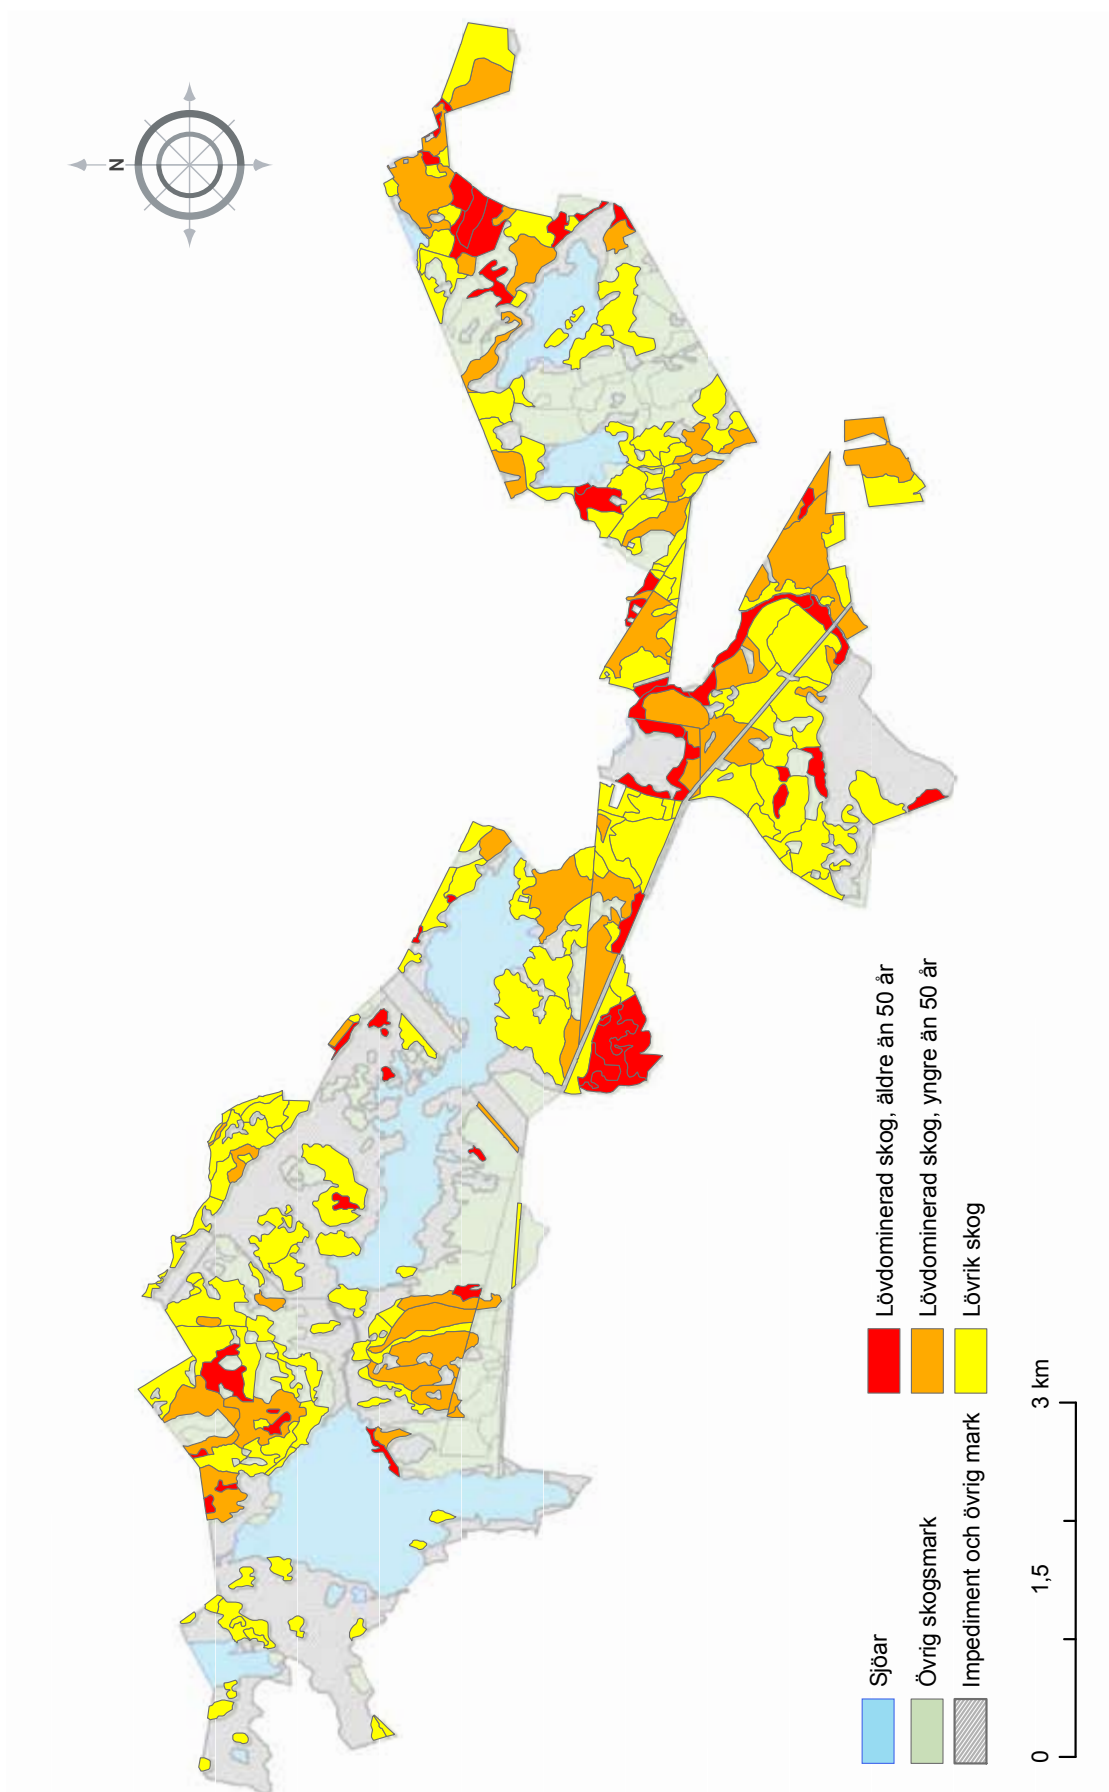 N
Sjöar
Övrig skogsmark
Impediment och övrig mark
Lövdominerad skog, äldre än 50 år
Lövdominerad skog, yngre än 50 år
Lövrik skog
0 1,5 3 km